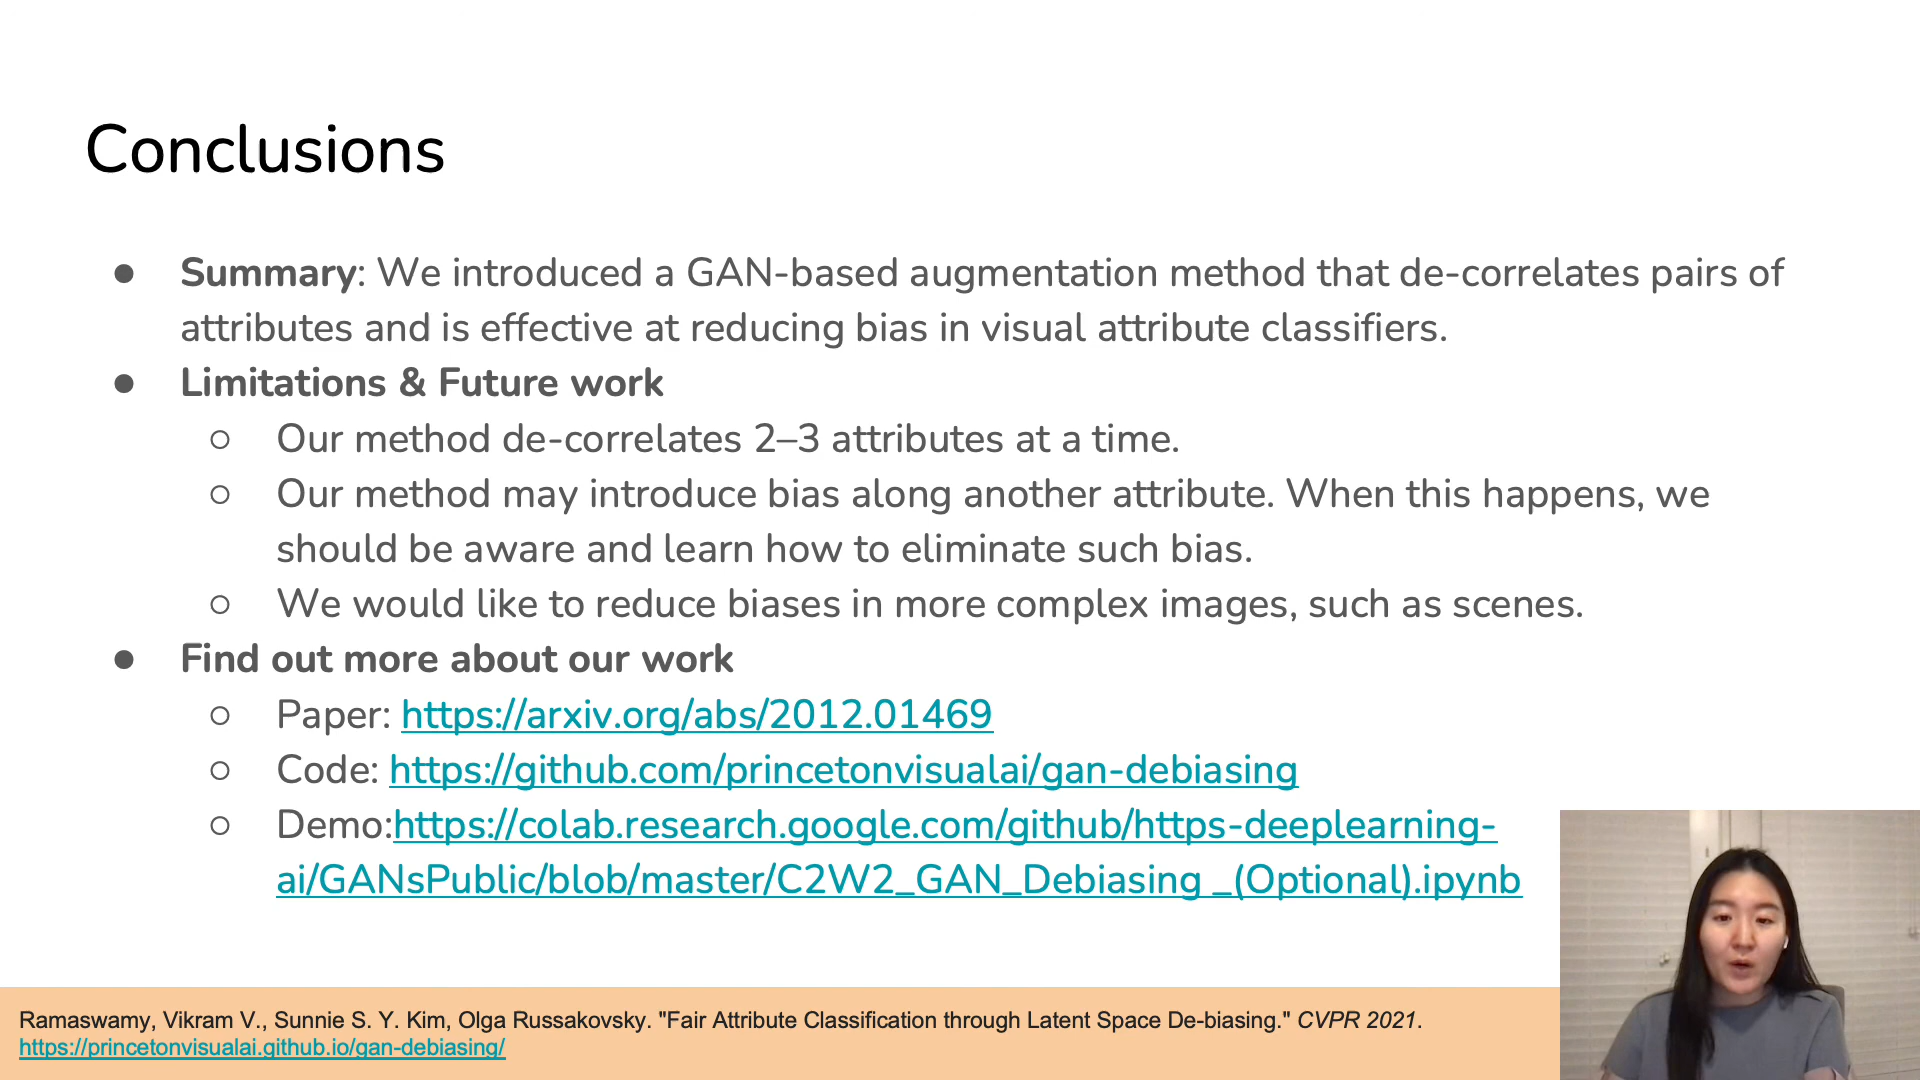 Conclusions
● Summary: We introduced a GAN-based augmentation method that de-correlates pairs of
attributes and is effective at reducing bias in visual attribute classifiers.
● Limitations & Future work
○ Our method de-correlates 2–3 attributes at a time.
○ Our method may introduce bias along another attribute. When this happens, we
should be aware and learn how to eliminate such bias.
○ We would like to reduce biases in more complex images, such as scenes.
● Find out more about our work
○ Paper: https://arxiv.org/abs/2012.01469
○ Code: https://github.com/princetonvisualai/gan-debiasing
○ Demo:https://colab.research.google.com/github/https-deeplearning-
ai/GANsPublic/blob/master/C2W2_GAN_Debiasing _(Optional).ipynb
Ramaswamy, Vikram V., Sunnie S. Y. Kim, Olga Russakovsky. "Fair Attribute Classification through Latent Space De-biasing." CVPR 2021.
https://princetonvisualai.github.io/gan-debiasing/